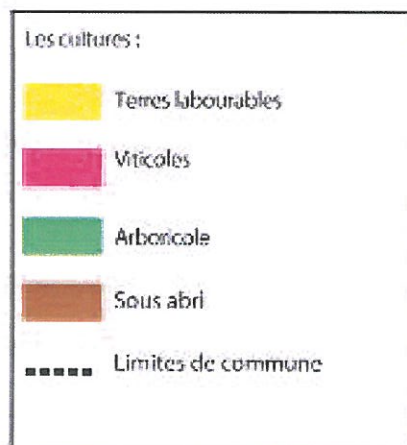 Les cultures :
Terres labourables
Viticoles
Arboricole
Sous abri
Limites de commune